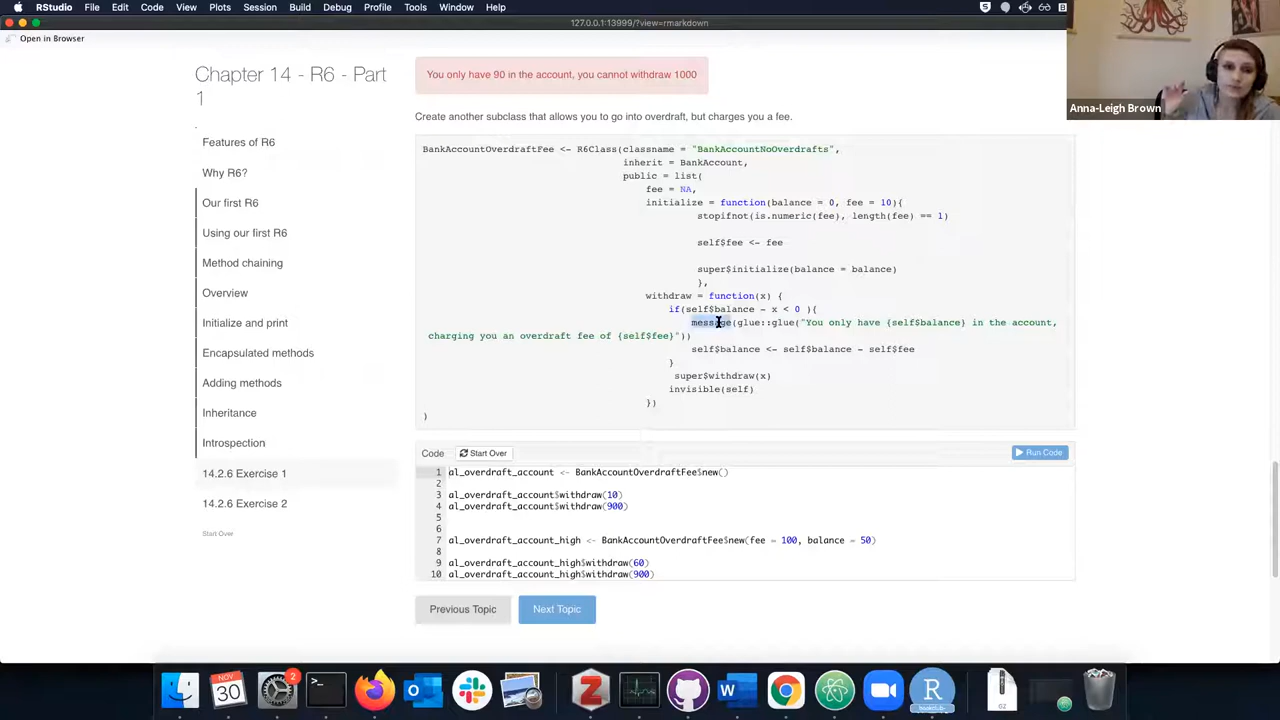 RStudio File Edit Code View Plots Session Build Debug Profile Tools Window Help
127.0.0.1:13999/?view=rmarkdown
Open in Browser
Chapter 14 - R6 - Part
1
Features of R6
Why R6?
Our first R6
Using our first R6
Method chaining
Overview
Initialize and print
Encapsulated methods
Adding methods
Inheritance
Introspection
14.2.6 Exercise 1
14.2.6 Exercise 2
Start Over
You only have 90 in the account, you cannot withdraw 1000
Create another subclass that allows you to go into overdraft, but charges you a fee.
BankAccountOverdraftFee <- R6Class(classname = "BankAccountNoOverdrafts",
inherit = BankAccount,
public = list(
fee = NA,
initialize = function(balance = 0, fee = 10){
stopifnot(is.numeric(fee), length(fee) == 1)
self$fee <- fee
super$initialize(balance = balance)
},
withdraw = function(x) {
if(self$balance - x < 0 ){
message(glue::glue("You only have {self$balance} in the account,
charging you an overdraft fee of {self$fee}"))
self$balance <- self$balance - self$fee
}
super$withdraw(x)
invisible(self)
})
)
Code Start Over Run Code
1 al_overdraft_account <- BankAccountOverdraftFee$new()
2
3 al_overdraft_account$withdraw(10)
4 al_overdraft_account$withdraw(900)
5
6
7 al_overdraft_account_high <- BankAccountOverdraftFee$new(fee = 100, balance = 50)
8
9 al_overdraft_account_high$withdraw(60)
10 al_overdraft_account_high$withdraw(900)
Previous Topic Next Topic
Anna-Leigh Brown
NOV
30
2